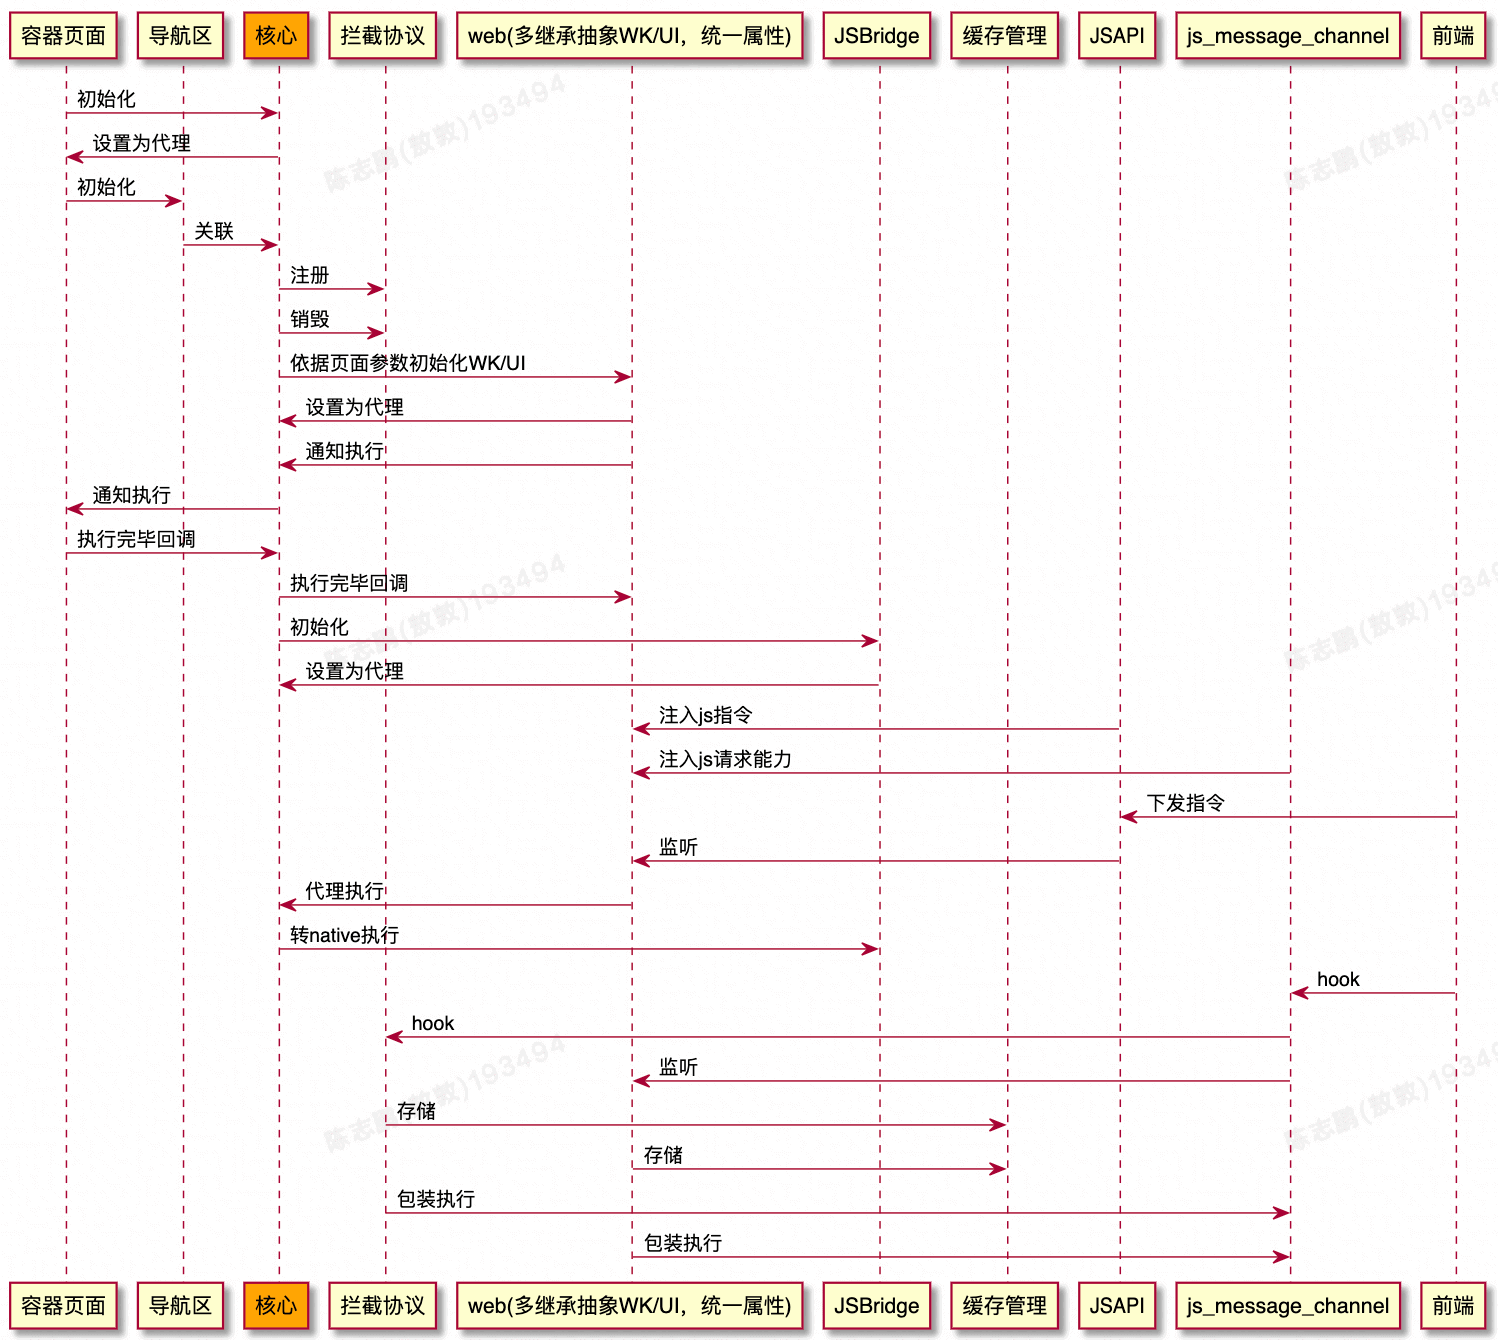 容器页面 导航区 核心 拦截协议 web(多继承抽象WK/UI，统一属性) JSBridge 缓存管理 JSAPI js_message_channel 前端
初始化
设置为代理
初始化
关联
注册
销毁
依据页面参数初始化WK/UI
设置为代理
通知执行
通知执行
执行完毕回调
执行完毕回调
初始化
设置为代理
注入js指令
注入js请求能力
下发指令
监听
代理执行
转native执行
hook
hook
监听
存储
存储
包装执行
包装执行
容器页面 导航区 核心 拦截协议 web(多继承抽象WK/UI，统一属性) JSBridge 缓存管理 JSAPI js_message_channel 前端